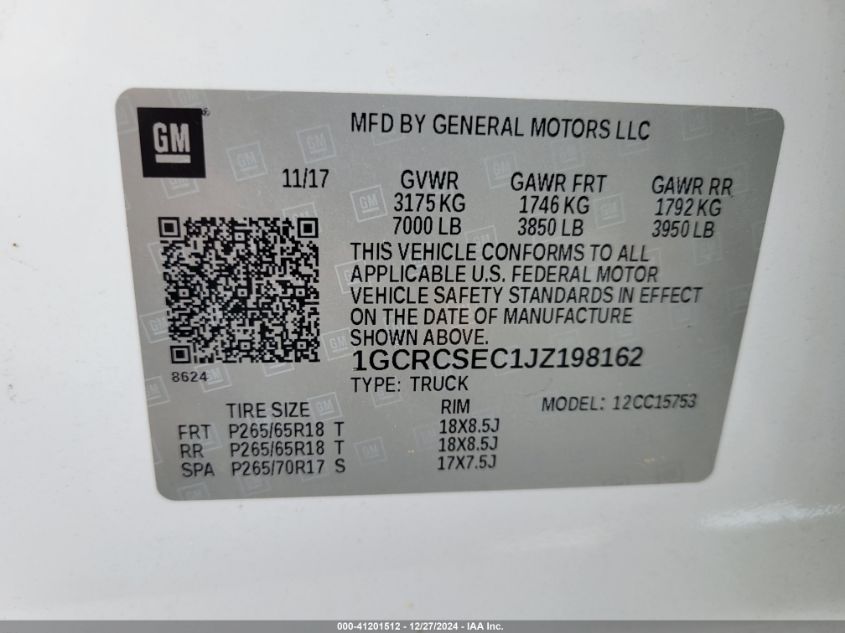 GM ®
MFD BY GENERAL MOTORS LLC
11/17 GVWR GAWR FRT GAWR RR
3175 KG 1746 KG 1792 KG
7000 LB 3850 LB 3950 LB
THIS VEHICLE CONFORMS TO ALL
APPLICABLE U.S. FEDERAL MOTOR
VEHICLE SAFETY STANDARDS IN EFFECT
ON THE DATE OF MANUFACTURE
SHOWN ABOVE.
1GCRCSEC1JZ198162
8624
TYPE: TRUCK
TIRE SIZE RIM MODEL: 12CC15753
FRT P265/65R18 T 18X8.5J
RR P265/65R18 T 18X8.5J
SPA P265/70R17 S 17X7.5J
000-41201512 - 12/27/2024 - IAA Inc.